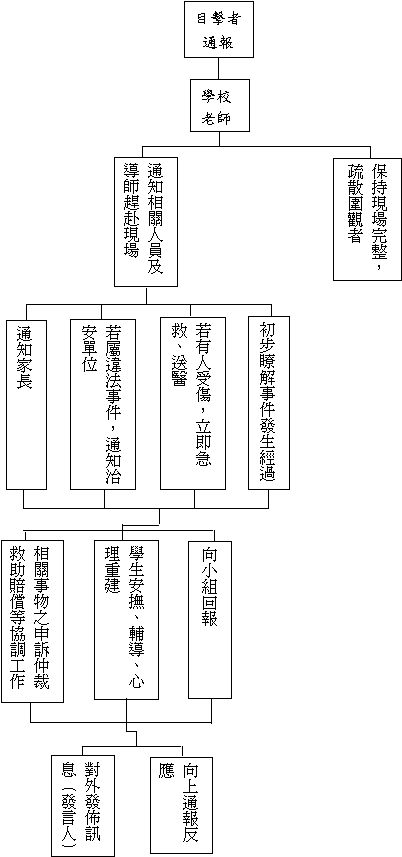 目擊者
通報
學校
老師
保持現場完整，
疏散圍觀者
通知相關人員及
導師趕赴現場
初步瞭解事件發生經過
若有人受傷，立即急
救、送醫
若屬違法事件，通知治
安單位
通知家長
向小組回報
學生安撫、輔導、心
理重建
相關事物之申訴仲裁
救助賠償等協調工作
向上通報反
應
對外發佈訊
息（發言人）